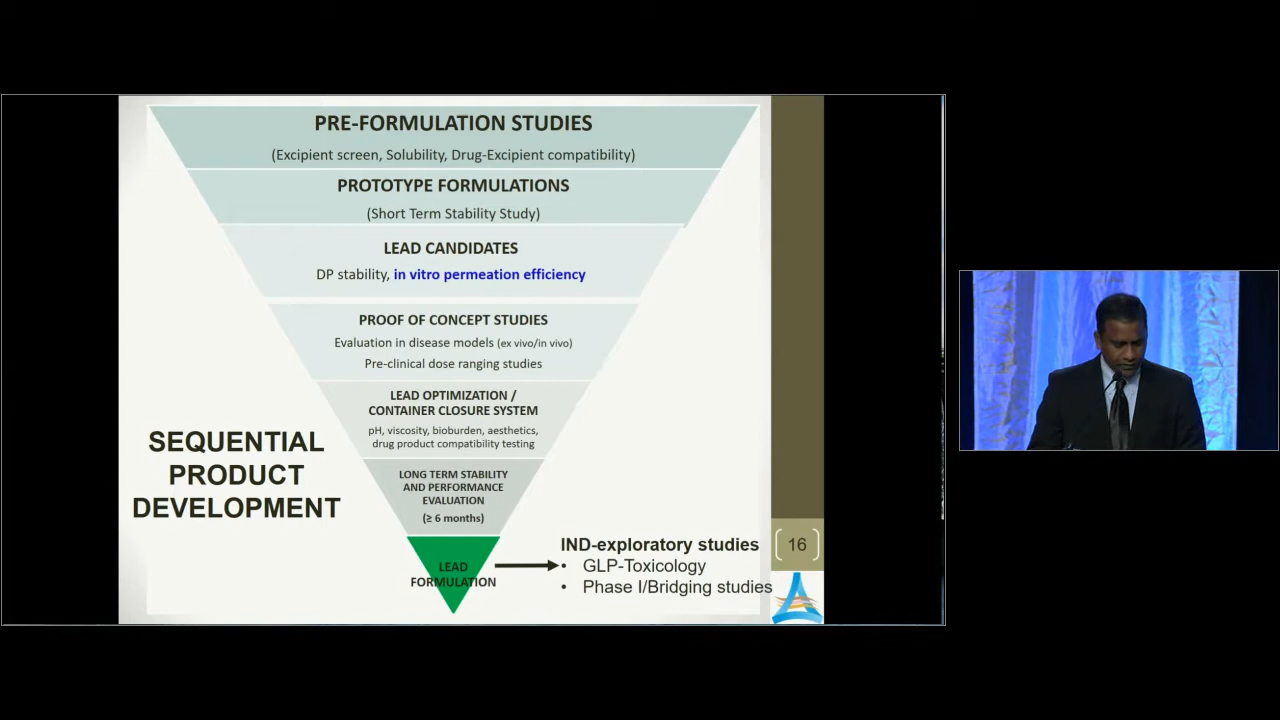 PRE-FORMULATION STUDIES
(Excipient screen, Solubility, Drug-Excipient compatibility)
PROTOTYPE FORMULATIONS
(Short Term Stability Study)
LEAD CANDIDATES
DP stability, in vitro permeation efficiency
PROOF OF CONCEPT STUDIES
Evaluation in disease models (ex vivo/in vivo)
Pre-clinical dose ranging studies
LEAD OPTIMIZATION /
CONTAINER CLOSURE SYSTEM
pH, viscosity, bioburden, aesthetics,
drug product compatibility testing
LONG TERM STABILITY
AND PERFORMANCE
EVALUATION
(≥ 6 months)
LEAD
FORMULATION
SEQUENTIAL
PRODUCT
DEVELOPMENT
IND-exploratory studies
• GLP-Toxicology
• Phase I/Bridging studies
16